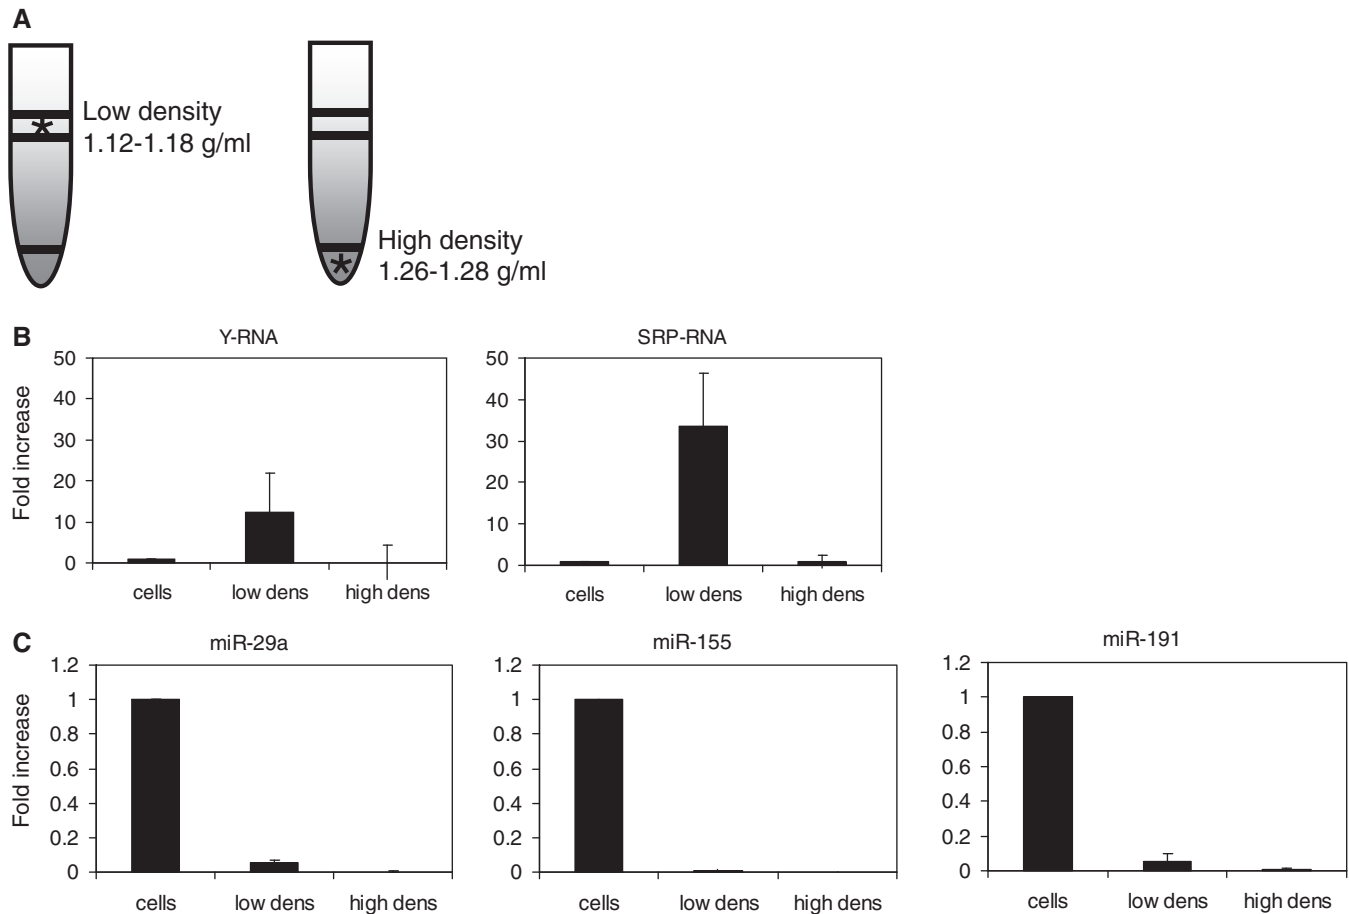 A
*
Low density
1.12-1.18 g/ml
*
High density
1.26-1.28 g/ml
B
Y-RNA
Fold increase
50
40
30
20
10
0
cells low dens high dens
SRP-RNA
50
40
30
20
10
0
cells low dens high dens
C
miR-29a
Fold increase
1.2
1
0.8
0.6
0.4
0.2
0
cells low dens high dens
miR-155
1.2
1
0.8
0.6
0.4
0.2
0
cells low dens high dens
miR-191
1.2
1
0.8
0.6
0.4
0.2
0
cells low dens high dens